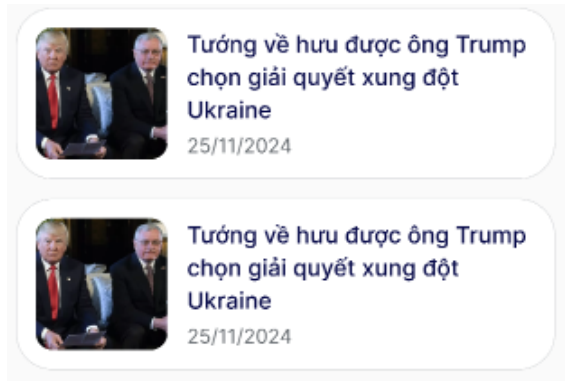 Tướng về hưu được ông Trump
chọn giải quyết xung đột
Ukraine
25/11/2024
Tướng về hưu được ông Trump
chọn giải quyết xung đột
Ukraine
25/11/2024